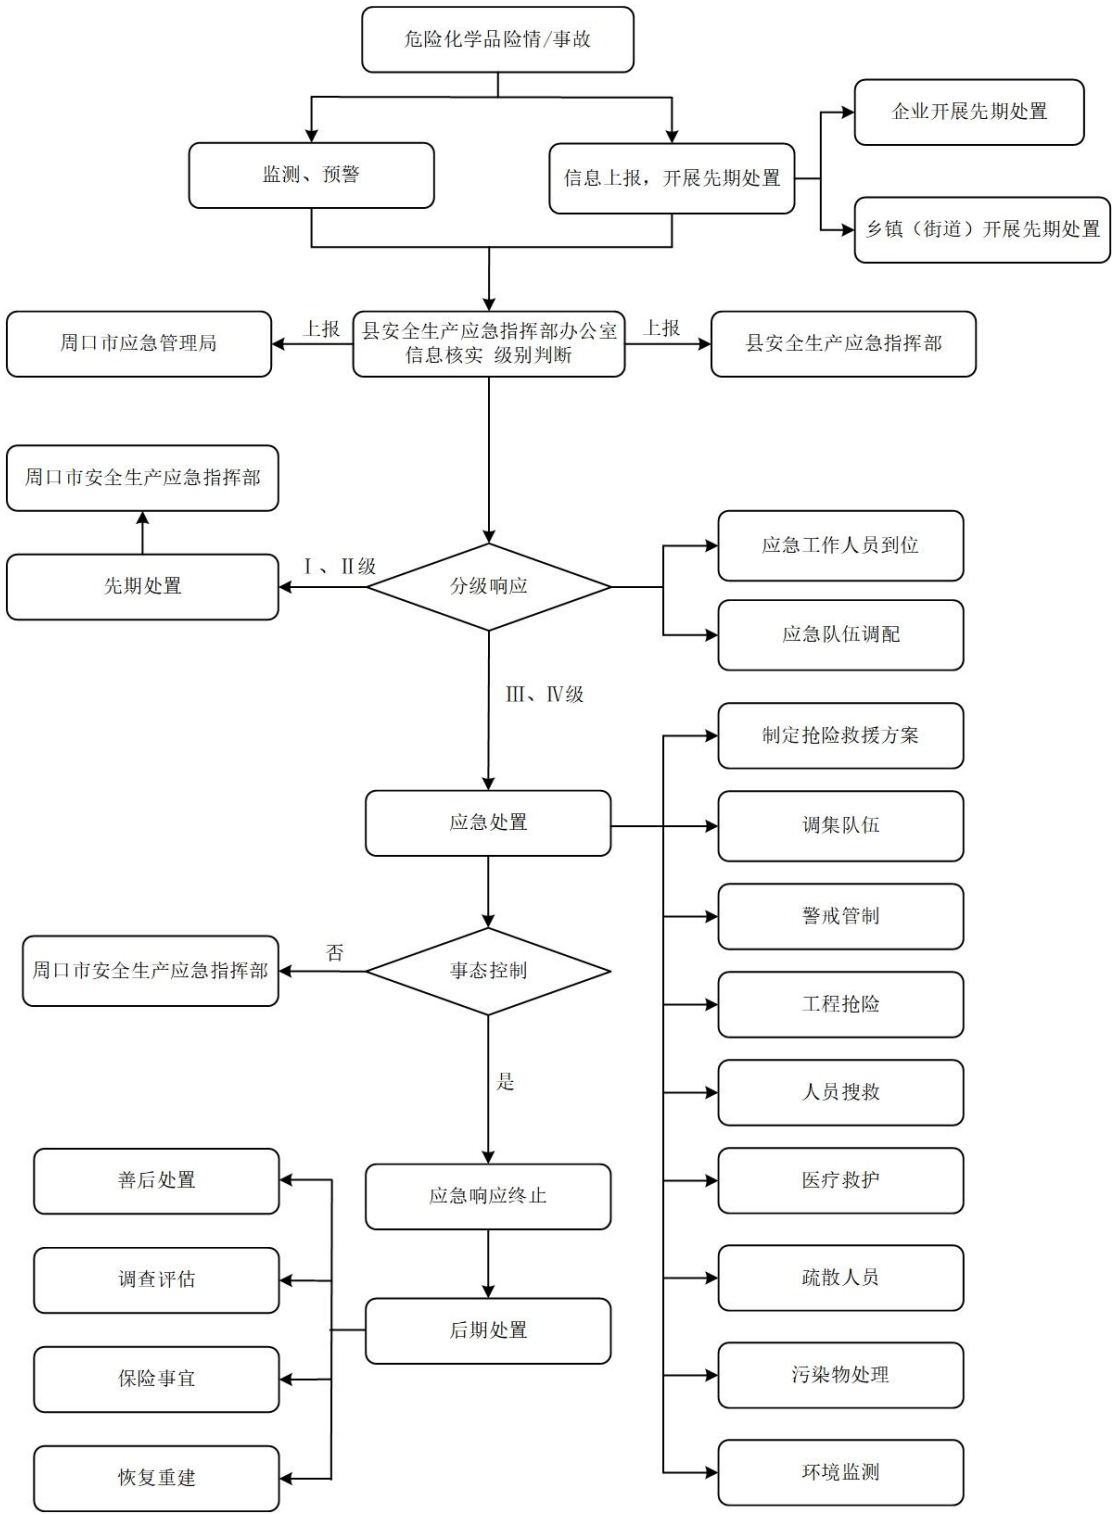 危险化学品险情/事故
企业开展先期处置
监测、预警
信息上报，开展先期处置
乡镇（街道）开展先期处置
周口市应急管理局
上报
县安全生产应急指挥部办公室
信息核实 级别判断
上报
县安全生产应急指挥部
周口市安全生产应急指挥部
先期处置
Ⅰ、Ⅱ级
分级响应
应急工作人员到位
应急队伍调配
Ⅲ、Ⅳ级
制定抢险救援方案
应急处置
调集队伍
警戒管制
周口市安全生产应急指挥部
否
事态控制
工程抢险
是
人员搜救
善后处置
应急响应终止
医疗救护
调查评估
疏散人员
后期处置
保险事宜
污染物处理
恢复重建
环境监测